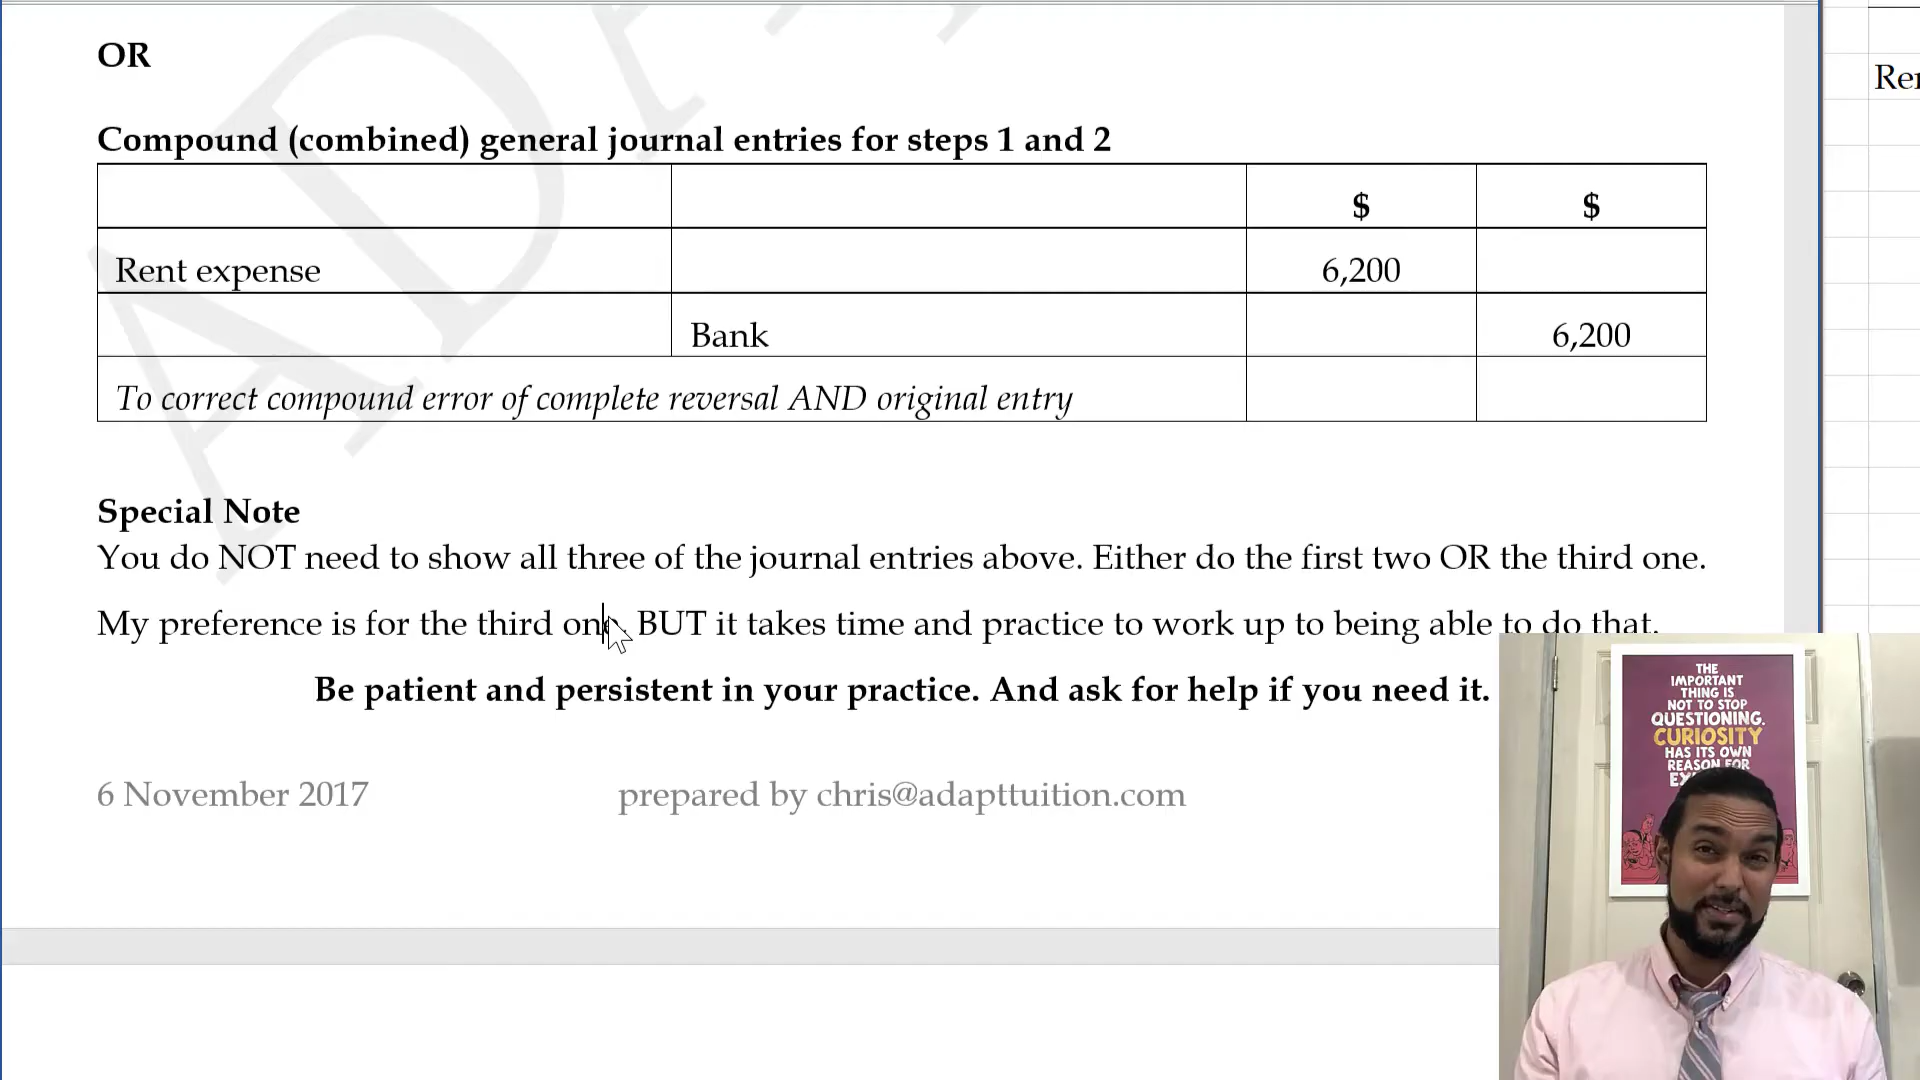 OR
Compound (combined) general journal entries for steps 1 and 2
$ $
Rent expense 6,200
Bank 6,200
To correct compound error of complete reversal AND original entry
Special Note
You do NOT need to show all three of the journal entries above. Either do the first two OR the third one.
My preference is for the third one. BUT it takes time and practice to work up to being able to do that.
Be patient and persistent in your practice. And ask for help if you need it.
6 November 2017 prepared by chris@adapttuition.com
THE
IMPORTANT
THING IS
NOT TO STOP
QUESTIONING.
CURIOSITY
HAS ITS OWN
REASON FOR